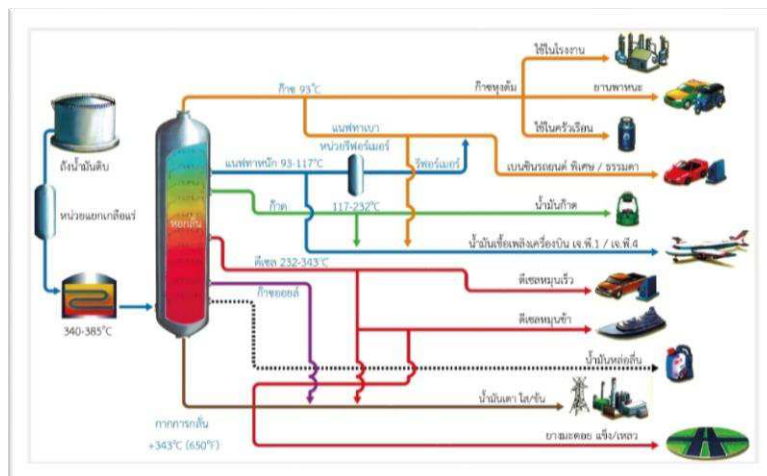 ใช้ในโรงงาน
ก๊าซ 93°C
ก๊าซหุงต้ม
ยานพาหนะ
ใช้ในครัวเรือน
แนฟทาเบา
หน่วยรีฟอร์เมอร์
แนฟทาหนัก 93-117°C
รีฟอร์เมอร์
เบนซินรถยนต์ พิเศษ / ธรรมดา
ถังน้ำมันดิบ
หน่วยแยกเกลือแร่
หอกลั่น
ก๊าด
117-232°C
น้ำมันก๊าด
น้ำมันเชื้อเพลิงเครื่องบิน เจ.พี.1 / เจ.พี.4
ดีเซล 232-343°C
ดีเซลหมุนเร็ว
ก๊าซออยล์
ดีเซลหมุนช้า
340-385°C
น้ำมันหล่อลื่น
น้ำมันเตา ใส/ข้น
กากการกลั่น
+343°C (650°F)
ยางมะตอย แข็ง/เหลว